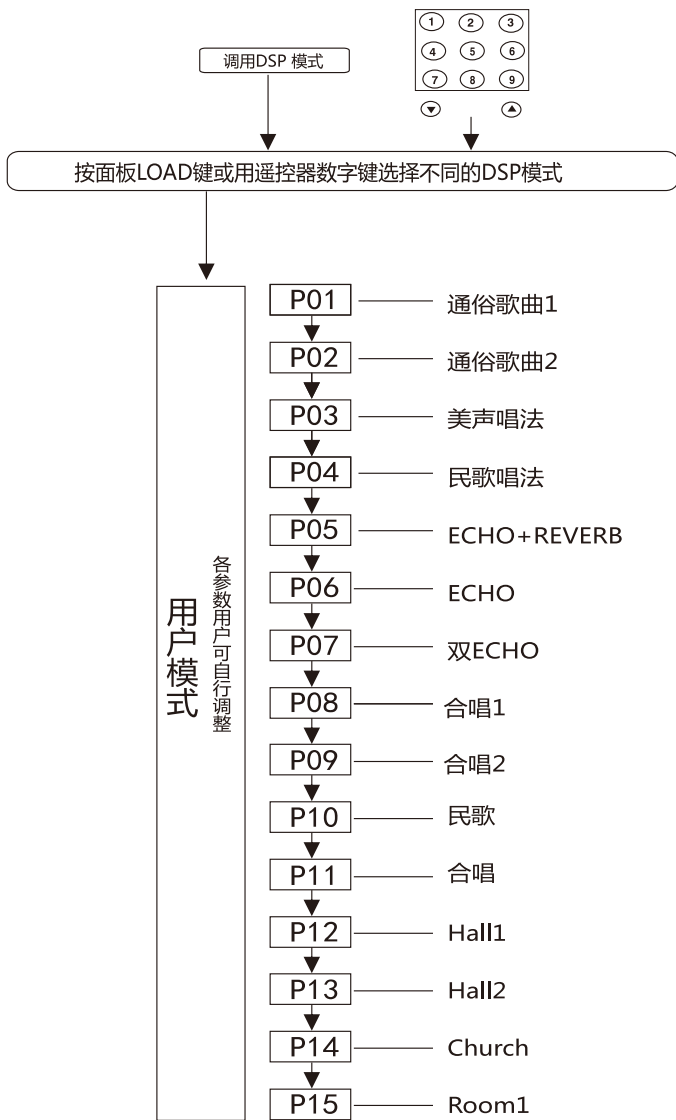 调用DSP 模式
1 2 3
4 5 6
7 8 9
按面板LOAD键或用遥控器数字键选择不同的DSP模式
用户模式
各参数用户可自行调整
P01 通俗歌曲1
P02 通俗歌曲2
P03 美声唱法
P04 民歌唱法
P05 ECHO+REVERB
P06 ECHO
P07 双ECHO
P08 合唱1
P09 合唱2
P10 民歌
P11 合唱
P12 Hall1
P13 Hall2
P14 Church
P15 Room1